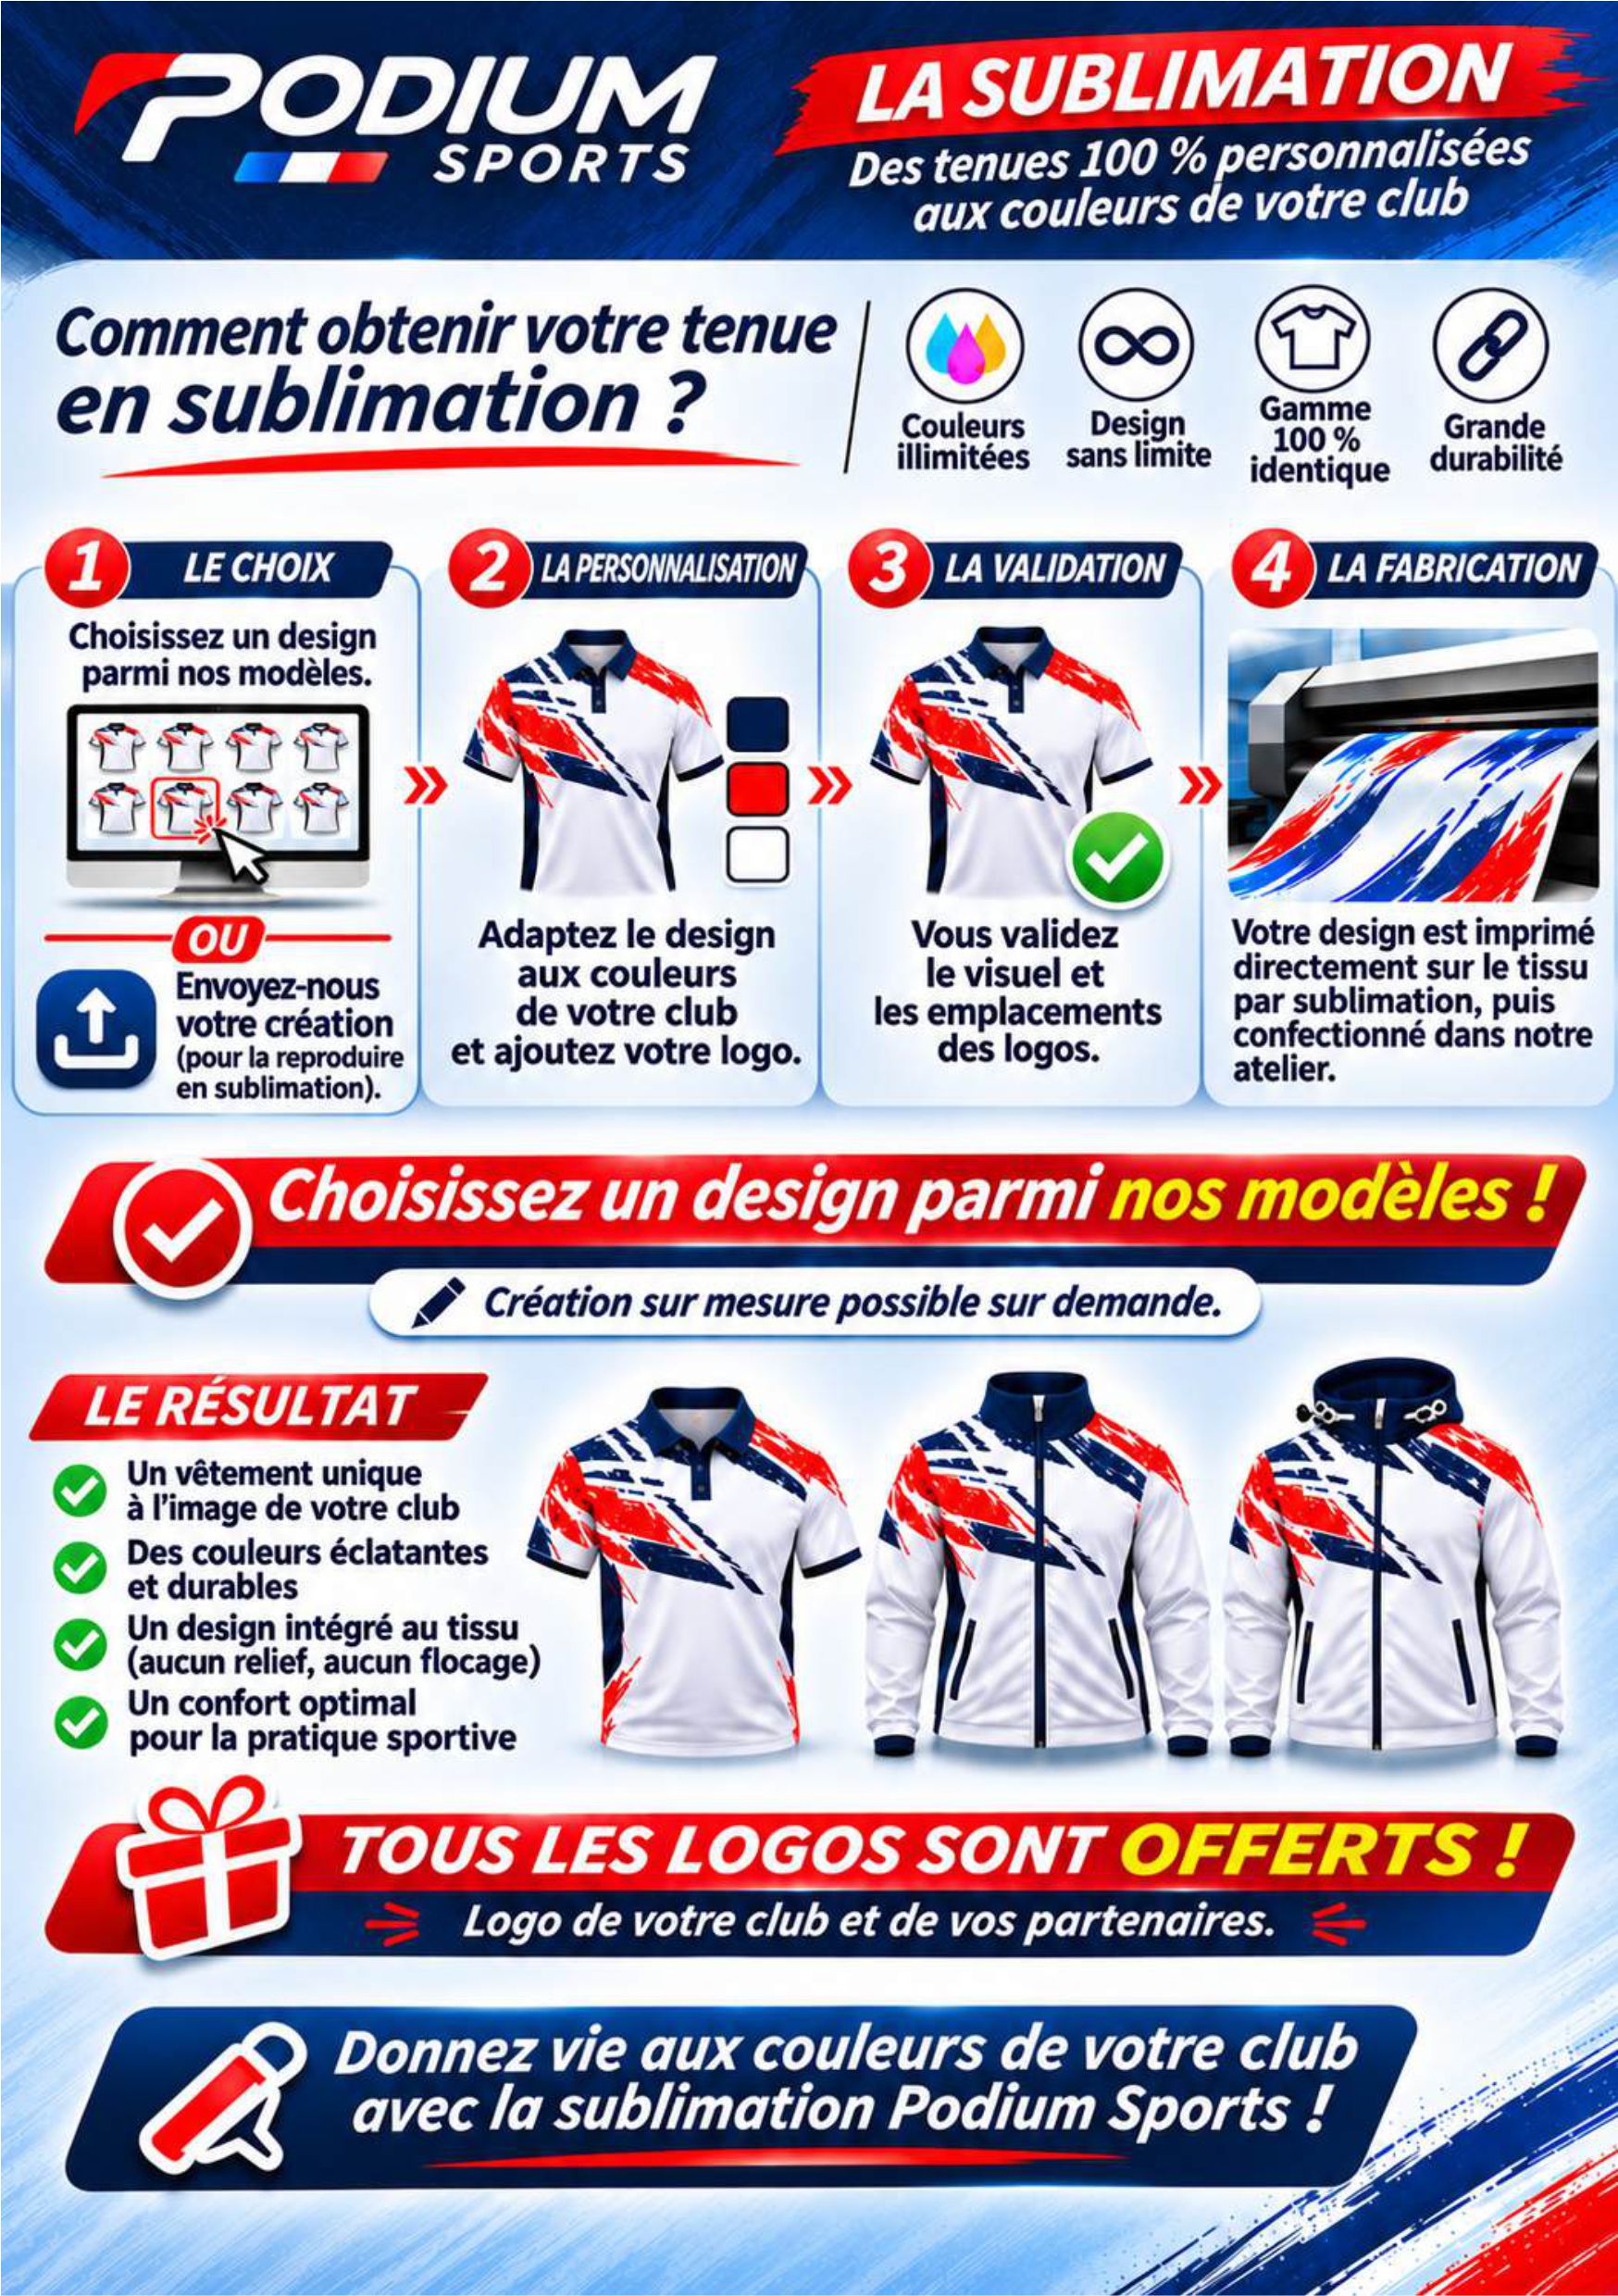 PODIUM
SPORTS
LA SUBLIMATION
Des tenues 100 % personnalisées
aux couleurs de votre club
Comment obtenir votre tenue
en sublimation ?
Couleurs
illimitées
Design
sans limite
Gamme
100 %
identique
Grande
durabilité
1
LE CHOIX
Choisissez un design
parmi nos modèles.
OU
Envoyez-nous
votre création
(pour la reproduire
en sublimation).
2
LA PERSONNALISATION
Adaptez le design
aux couleurs
de votre club
et ajoutez votre logo.
3
LA VALIDATION
Vous validez
le visuel et
les emplacements
des logos.
4
LA FABRICATION
Votre design est imprimé
directement sur le tissu
par sublimation, puis
confectionné dans notre
atelier.
Choisissez un design parmi nos modèles !
Création sur mesure possible sur demande.
LE RÉSULTAT
Un vêtement unique
à l'image de votre club
Des couleurs éclatantes
et durables
Un design intégré au tissu
(aucun relief, aucun flocage)
Un confort optimal
pour la pratique sportive
TOUS LES LOGOS SONT OFFERTS !
Logo de votre club et de vos partenaires.
Donnez vie aux couleurs de votre club
avec la sublimation Podium Sports !